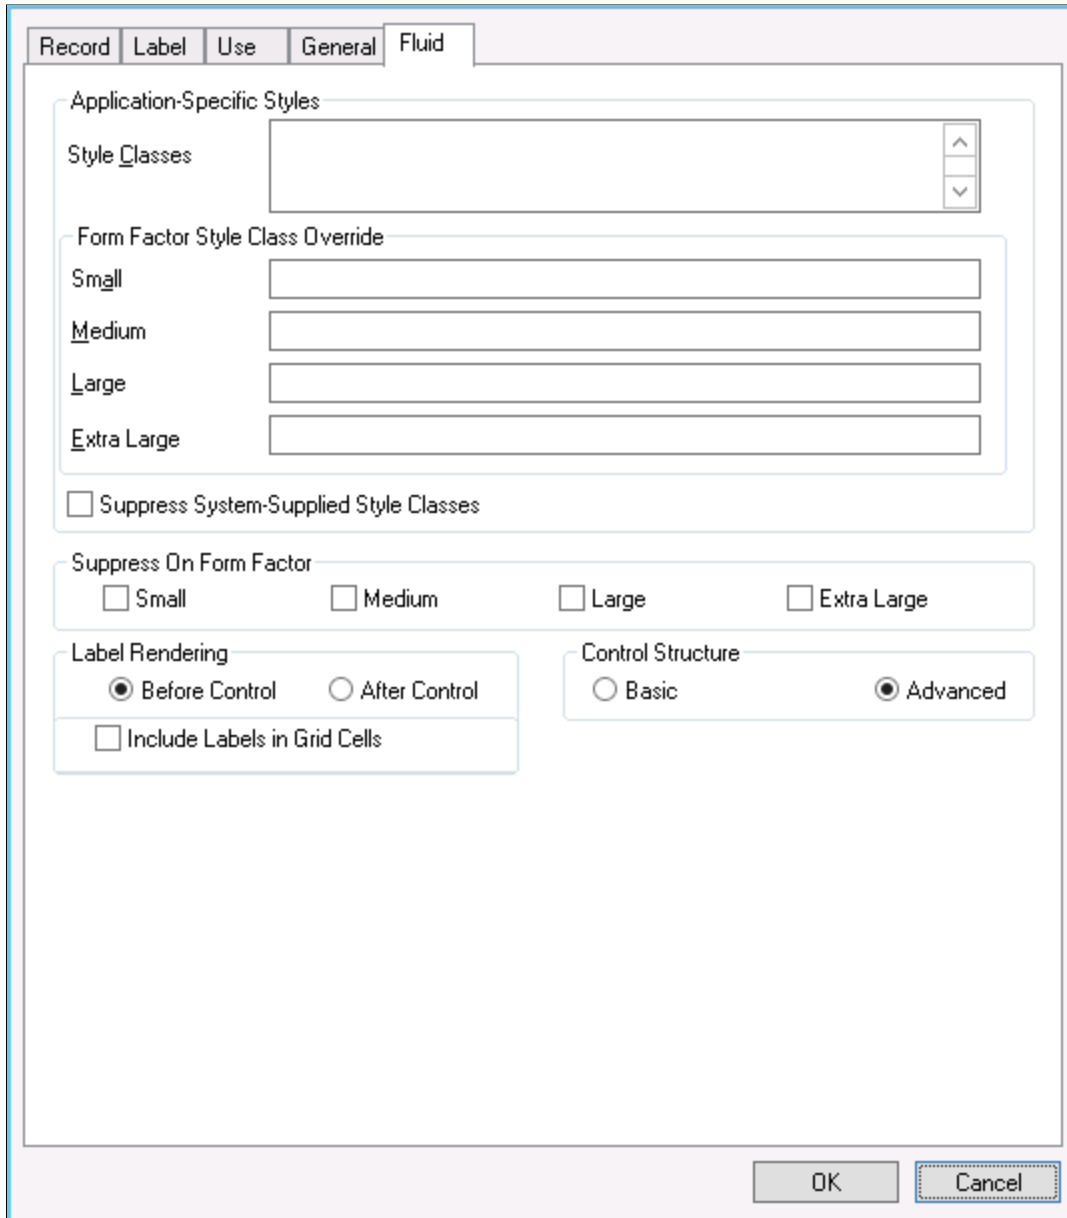 Record Label Use General Fluid
Application-Specific Styles
Style Classes
Form Factor Style Class Override
Small
Medium
Large
Extra Large
Suppress System-Supplied Style Classes
Suppress On Form Factor
Small Medium Large Extra Large
Label Rendering Control Structure
Before Control After Control Basic Advanced
Include Labels in Grid Cells
OK Cancel